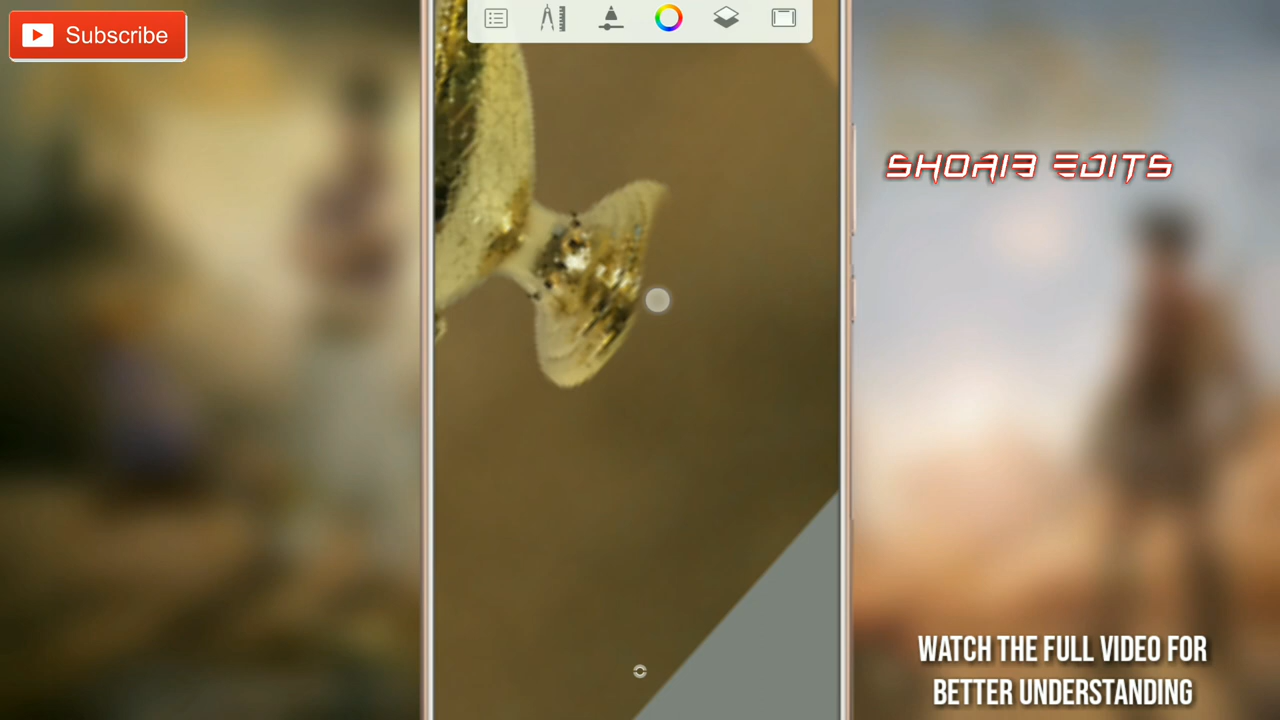 Subscribe
SHOAIB EDITS
WATCH THE FULL VIDEO FOR
BETTER UNDERSTANDING